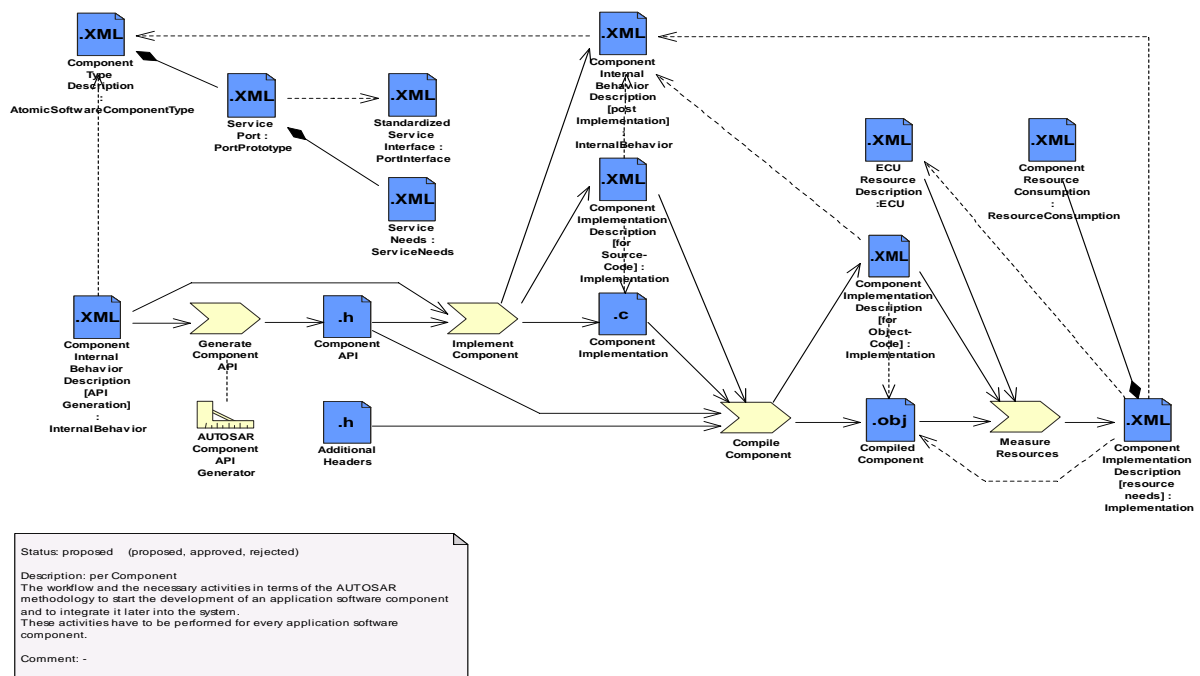 .XML
Component
Type
Description
:
AtomicSoftwareComponentType
.XML
Service
Port :
PortPrototype
.XML
Standardized
Service
Interface :
PortInterface
.XML
Service
Needs :
ServiceNeeds
.XML
Component
Internal
Behavior
Description
[post
Implementation]
:
InternalBehavior
.XML
Component
Implementation
Description
[for
Source-
Code] :
Implementation
.XML
ECU
Resource
Description
:ECU
.XML
Component
Resource
Consumption
:
ResourceConsumption
.XML
Component
Implementation
Description
[for
Object-
Code] :
Implementation
.XML
Component
Internal
Behavior
Description
[API
Generation]
:
InternalBehavior
Generate
Component
API
AUTOSAR
Component
API
Generator
.h
Component
API
.h
Additional
Headers
Implement
Component
.c
Component
Implementation
Compile
Component
.obj
Compiled
Component
Measure
Resources
.XML
Component
Implementation
Description
[resource
needs] :
Implementation
Status: proposed (proposed, approved, rejected)
Description: per Component
The workflow and the necessary activities in terms of the AUTOSAR
methodology to start the development of an application software component
and to integrate it later into the system.
These activities have to be performed for every application software
component.
Comment: -